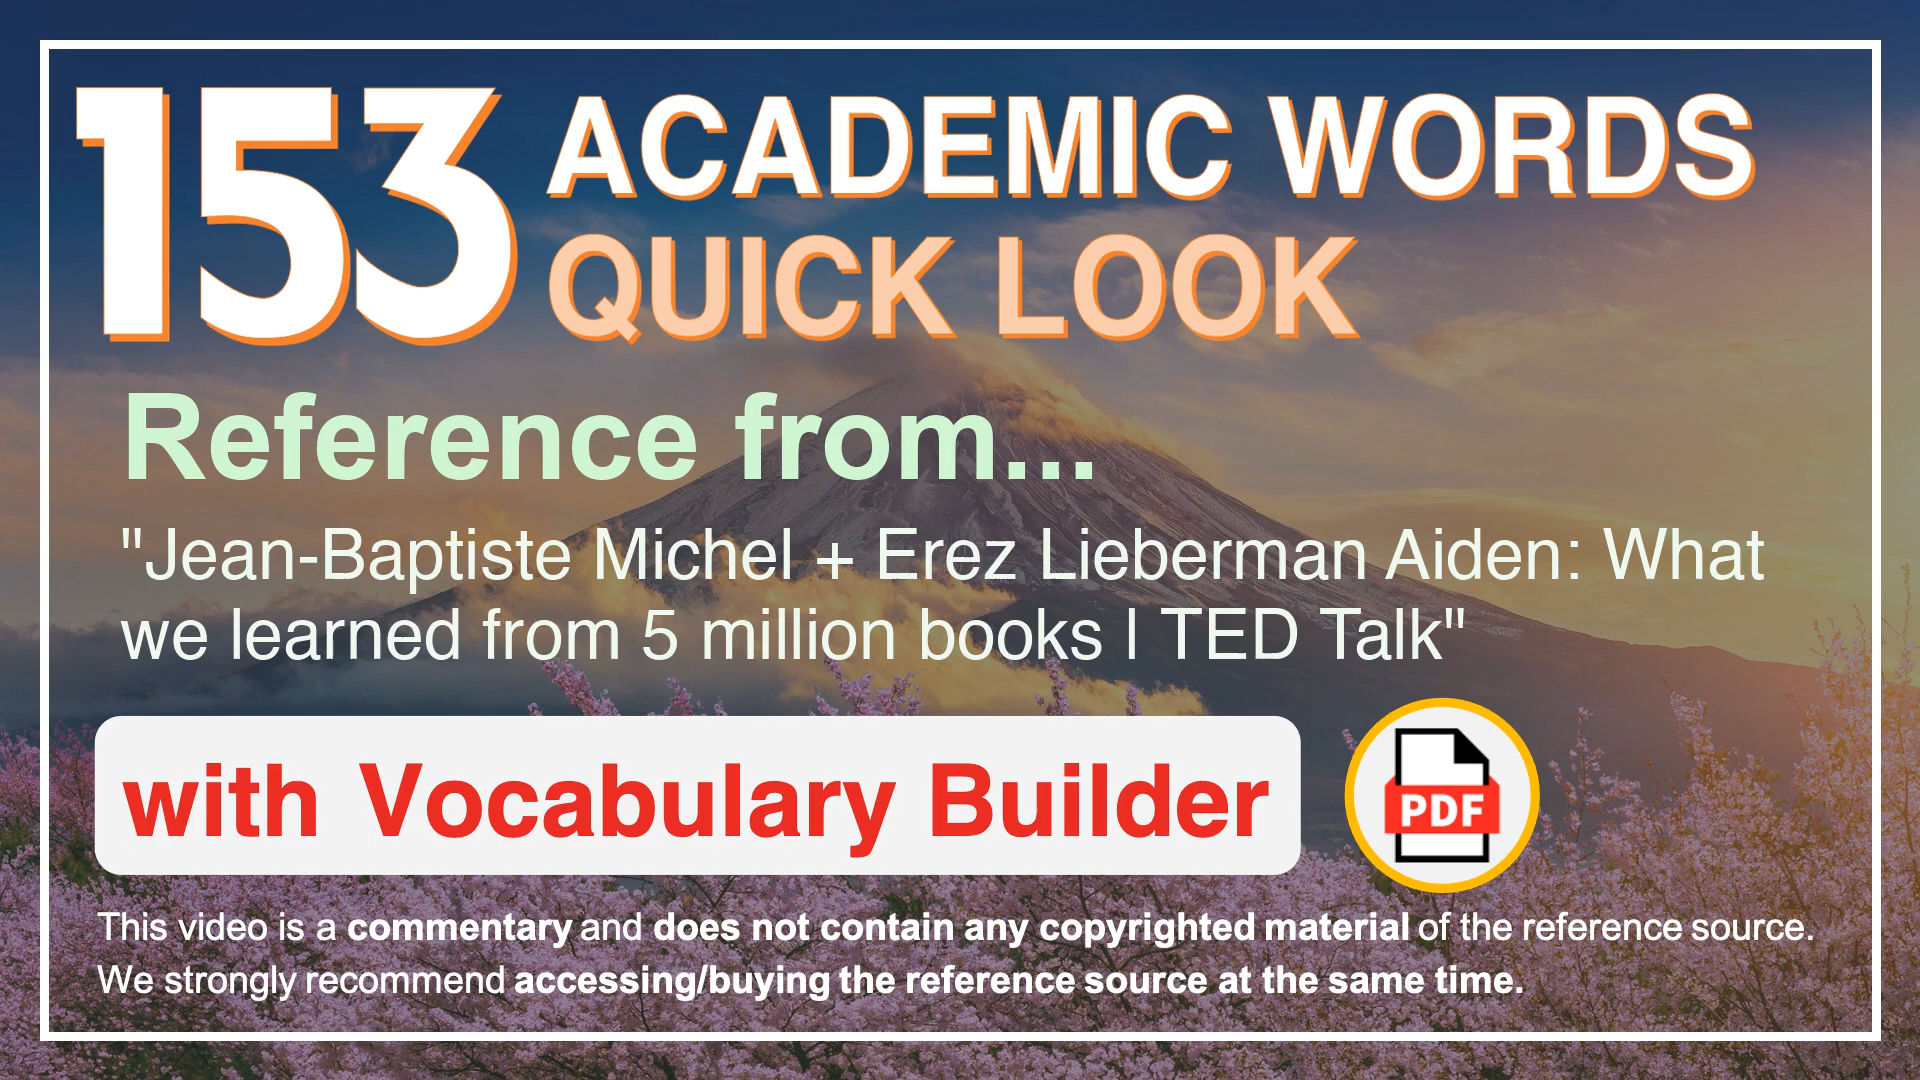 153 ACADEMIC WORDS
QUICK LOOK
Reference from...
"Jean-Baptiste Michel + Erez Lieberman Aiden: What
we learned from 5 million books | TED Talk"
with Vocabulary Builder
PDF
This video is a commentary and does not contain any copyrighted material of the reference source.
We strongly recommend accessing/buying the reference source at the same time.